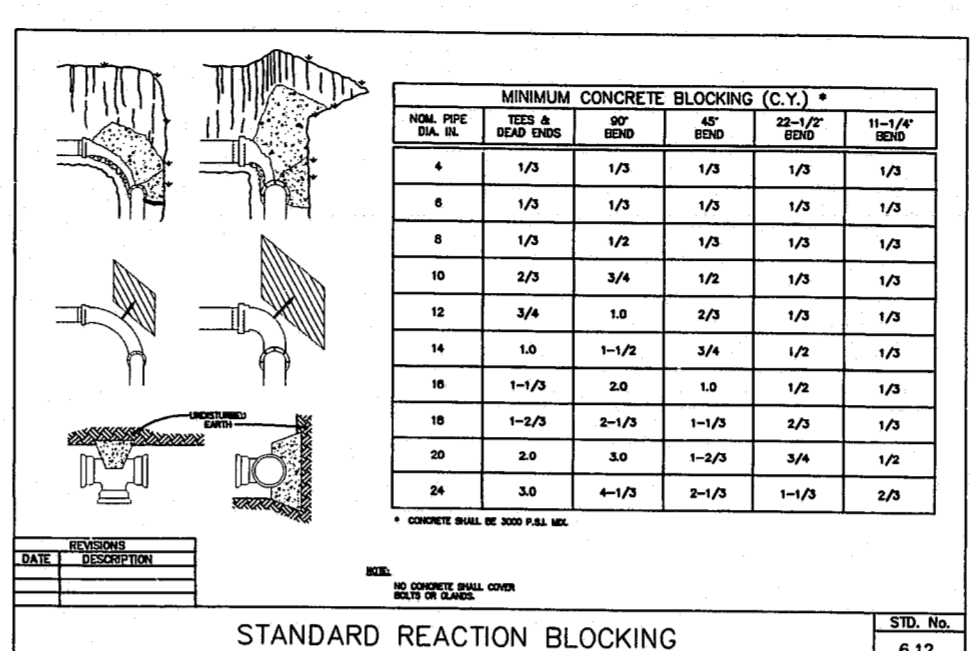 MINIMUM CONCRETE BLOCKING (C.Y.) *
NOM. PIPE DIA. IN. TEES & DEAD ENDS 90° BEND 45° BEND 22-1/2° BEND 11-1/4° BEND
4 1/3 1/3 1/3 1/3 1/3
6 1/3 1/3 1/3 1/3 1/3
8 1/3 1/2 1/3 1/3 1/3
10 2/3 3/4 1/2 1/3 1/3
12 3/4 1.0 2/3 1/3 1/3
14 1.0 1-1/2 3/4 1/2 1/3
16 1-1/3 2.0 1.0 1/2 1/3
18 1-2/3 2-1/3 1-1/3 2/3 1/3
20 2.0 3.0 1-2/3 3/4 1/2
24 3.0 4-1/3 2-1/3 1-1/3 2/3
* CONCRETE SHALL BE 3000 P.S.I. MIX.
UNDISTURBED
EARTH
REVISIONS
DATE DESCRIPTION
NOTE:
NO CONCRETE SHALL COVER
BOLTS OR GLANDS.
STANDARD REACTION BLOCKING
STD. No.
6.12